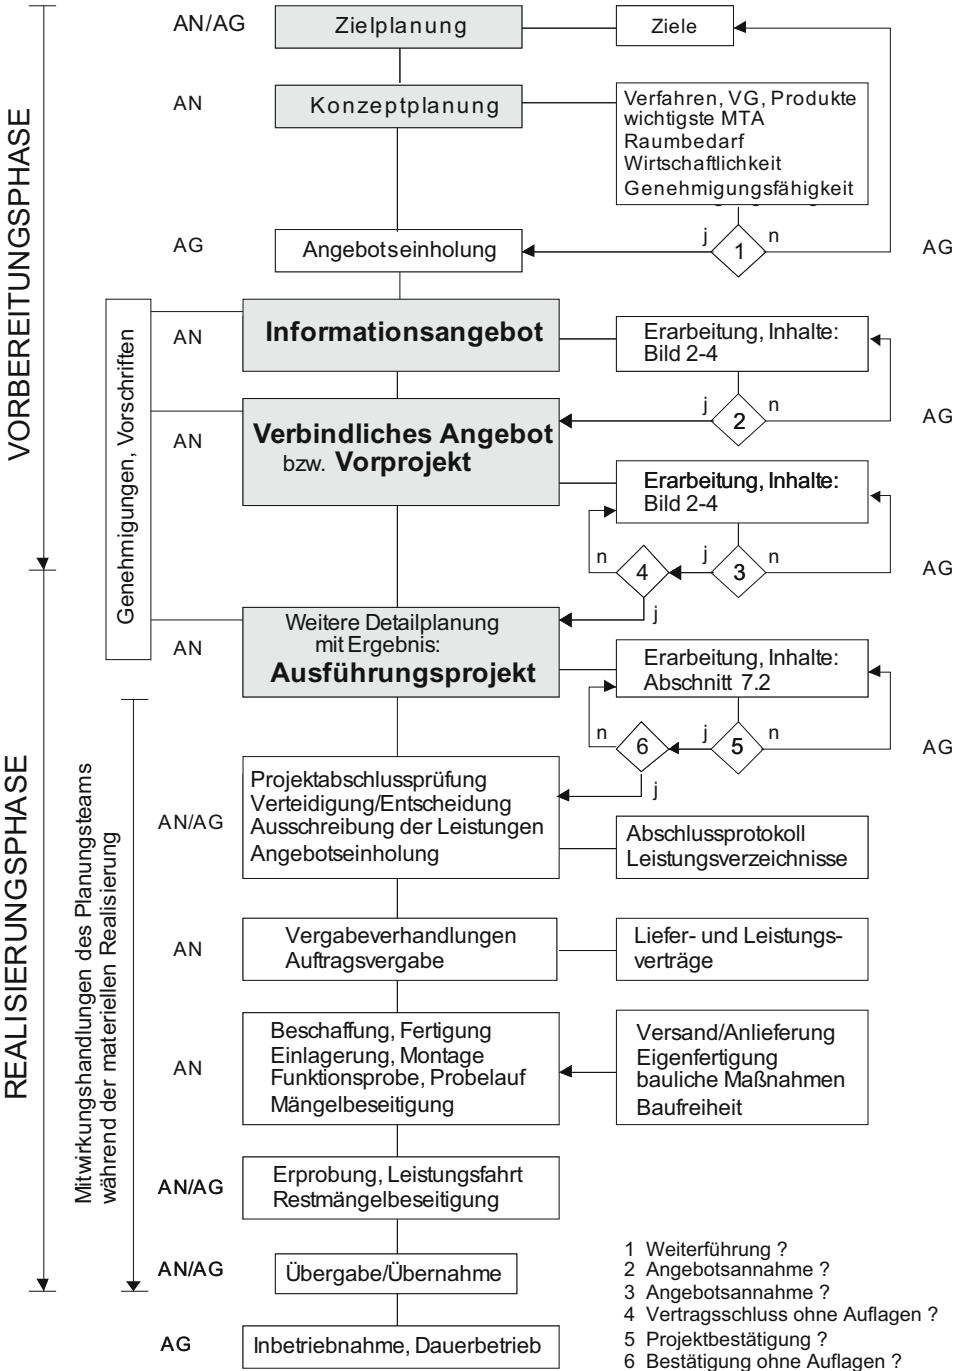 AN/AG
Zielplanung
Ziele
AN
Konzeptplanung
Verfahren, VG, Produkte
wichtigste MTA
Raumbedarf
Wirtschaftlichkeit
Genehmigungsfähigkeit
AG
Angebotseinholung
j
1
n
AG
VORBEREITUNGSPHASE
Genehmigungen, Vorschriften
AN
Informationsangebot
Erarbeitung, Inhalte:
Bild 2-4
j
2
n
AG
AN
Verbindliches Angebot
bzw. Vorprojekt
Erarbeitung, Inhalte:
Bild 2-4
n
4
j
3
n
AG
j
AN
Weitere Detailplanung
mit Ergebnis:
Ausführungsprojekt
Erarbeitung, Inhalte:
Abschnitt 7.2
n
6
j
5
n
AG
j
REALISIERUNGSPHASE
Mitwirkungshandlungen des Planungsteams
während der materiellen Realisierung
AN/AG
Projektabschlussprüfung
Verteidigung/Entscheidung
Ausschreibung der Leistungen
Angebotseinholung
Abschlussprotokoll
Leistungsverzeichnisse
AN
Vergabeverhandlungen
Auftragsvergabe
Liefer- und Leistungs-
verträge
AN
Beschaffung, Fertigung
Einlagerung, Montage
Funktionsprobe, Probelauf
Mängelbeseitigung
Versand/Anlieferung
Eigenfertigung
bauliche Maßnahmen
Baufreiheit
AN/AG
Erprobung, Leistungsfahrt
Restmängelbeseitigung
AN/AG
Übergabe/Übernahme
AG
Inbetriebnahme, Dauerbetrieb
1 Weiterführung ?
2 Angebotsannahme ?
3 Angebotsannahme ?
4 Vertragsschluss ohne Auflagen ?
5 Projektbestätigung ?
6 Bestätigung ohne Auflagen ?